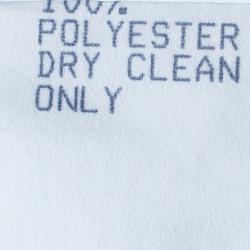 100%
POLYESTER
DRY CLEAN
ONLY